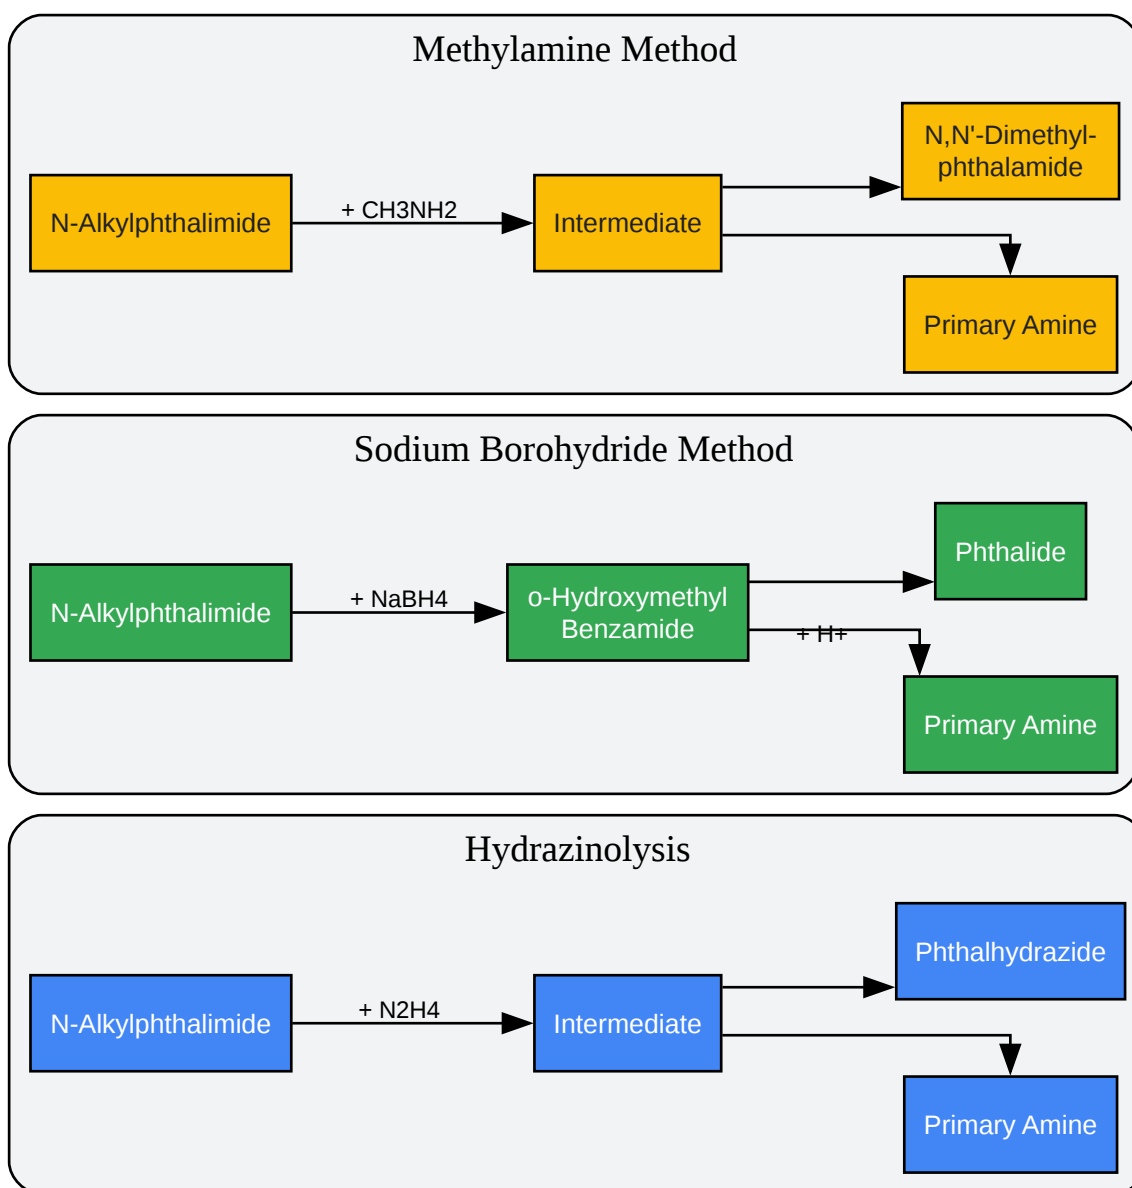 Methylamine Method
N-Alkylphthalimide
+ CH3NH2
Intermediate
N,N'-Dimethyl-
phthalamide
Primary Amine
Sodium Borohydride Method
N-Alkylphthalimide
+ NaBH4
o-Hydroxymethyl
Benzamide
Phthalide
+ H+
Primary Amine
Hydrazinolysis
N-Alkylphthalimide
+ N2H4
Intermediate
Phthalhydrazide
Primary Amine